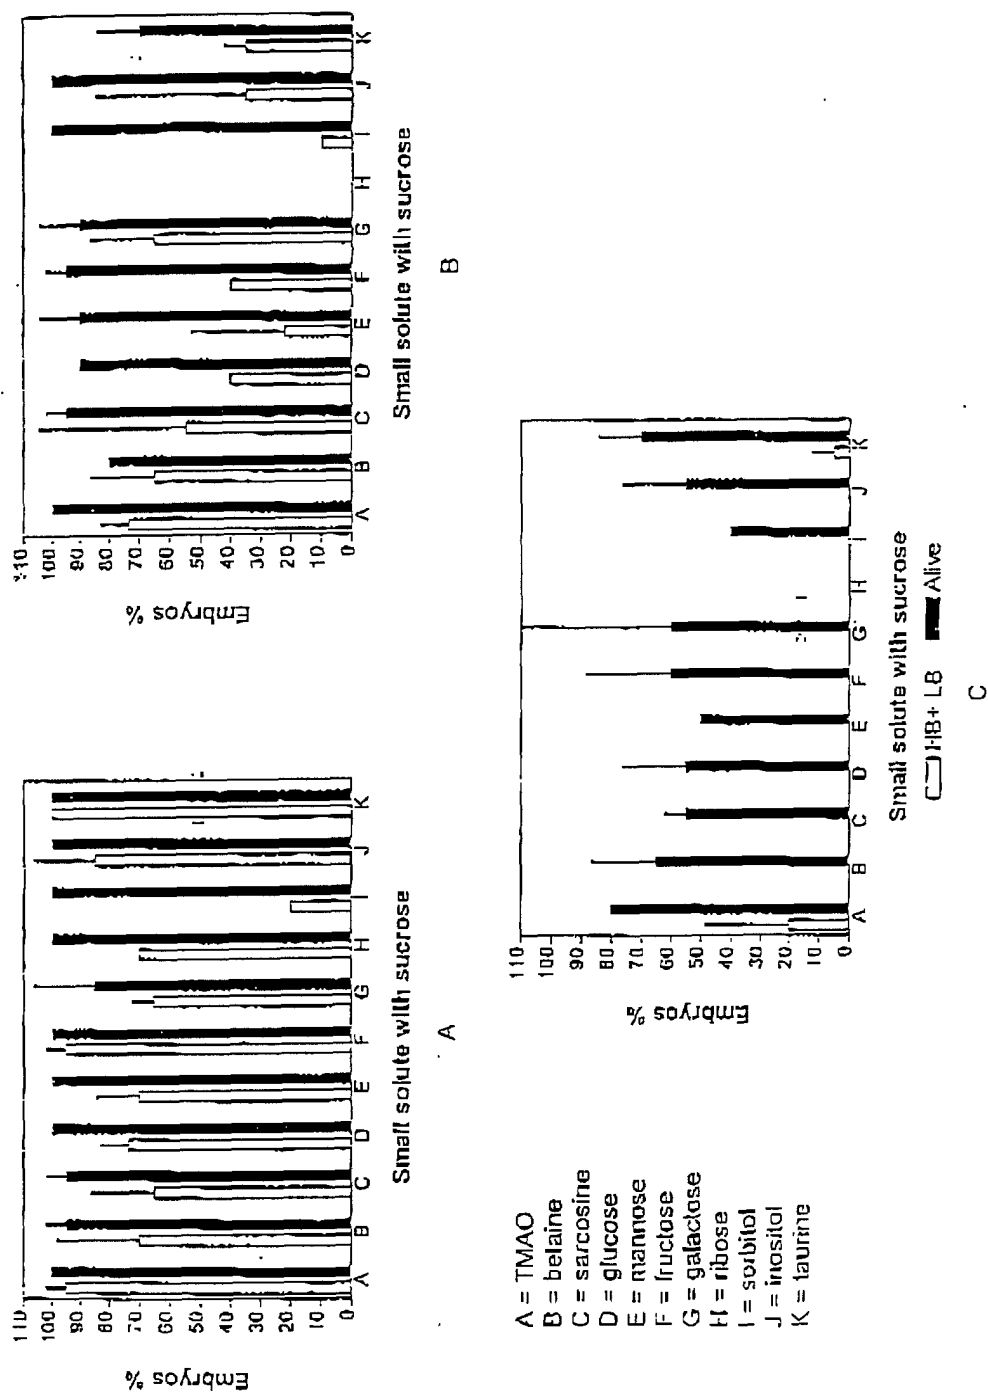 Embryos %
110
100
90
80
70
60
50
40
30
20
10
0
A B C D E F G H I J K
Small solute with sucrose
A
Embryos %
110
100
90
80
70
60
50
40
30
20
10
0
A B C D E F G H I J K
Small solute with sucrose
B
A = TMAO
B = belaine
C = sarcosine
D = glucose
E = mannose
F = fructose
G = galactose
H = ribose
I = sorbitol
J = inositol
K = taurine
Embryos %
110
100
90
80
70
60
50
40
30
20
10
0
A B C D E F G H I J K
Small solute with sucrose
HB+ LB Alive
C